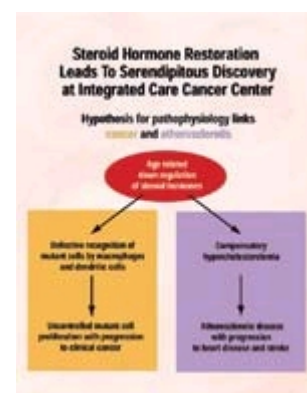 Steroid Hormone Restoration
Leads To Serendipitous Discovery
at Integrated Care Cancer Center
Hypothesis for pathophysiology links
cancer and atherosclerosis
Age related
down regulation
of steroid hormones
Defective recognition of
mutant cells by macrophages
and dendritic cells
Uncontrolled mutant cell
proliferation with progression
to clinical cancer
Compensatory
hypercholesterolemia
Atherosclerotic disease
with progression
to heart disease and stroke